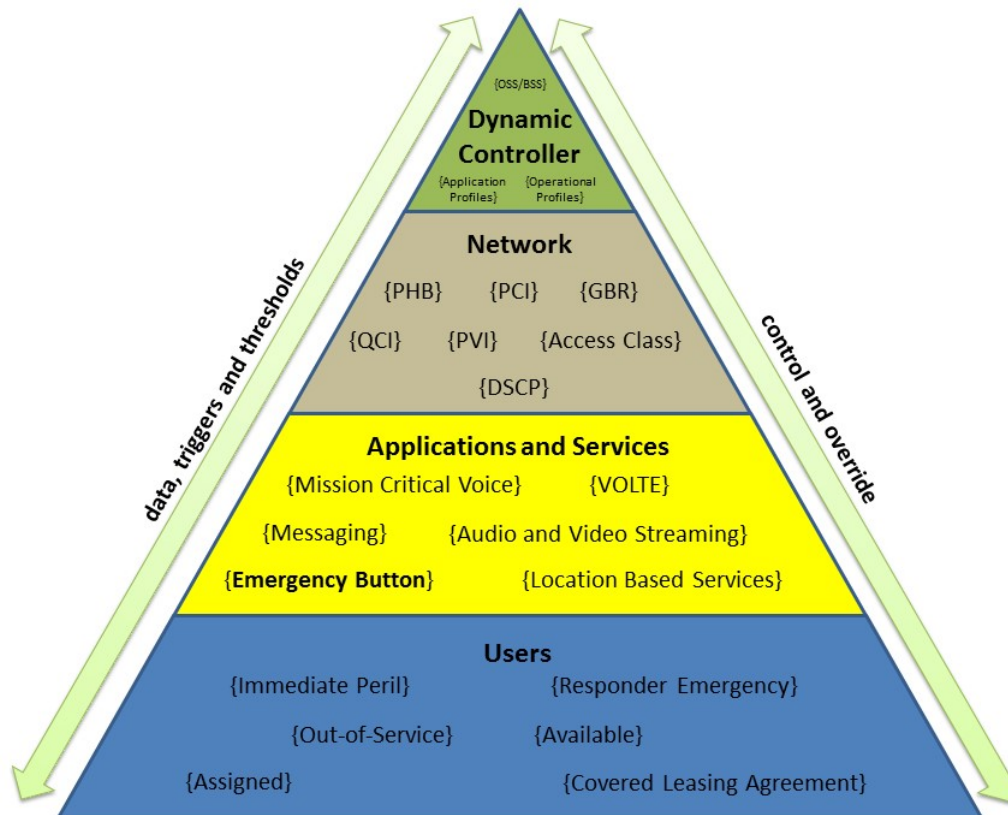 {OSS/BSS}
Dynamic
Controller
{Application
Profiles}
{Operational
Profiles}
Network
{PHB} {PCI} {GBR}
{QCI} {PVI} {Access Class}
{DSCP}
Applications and Services
{Mission Critical Voice} {VOLTE}
{Messaging} {Audio and Video Streaming}
{Emergency Button} {Location Based Services}
Users
{Immediate Peril} {Responder Emergency}
{Out-of-Service} {Available}
{Assigned} {Covered Leasing Agreement}
data, triggers and thresholds
control and override